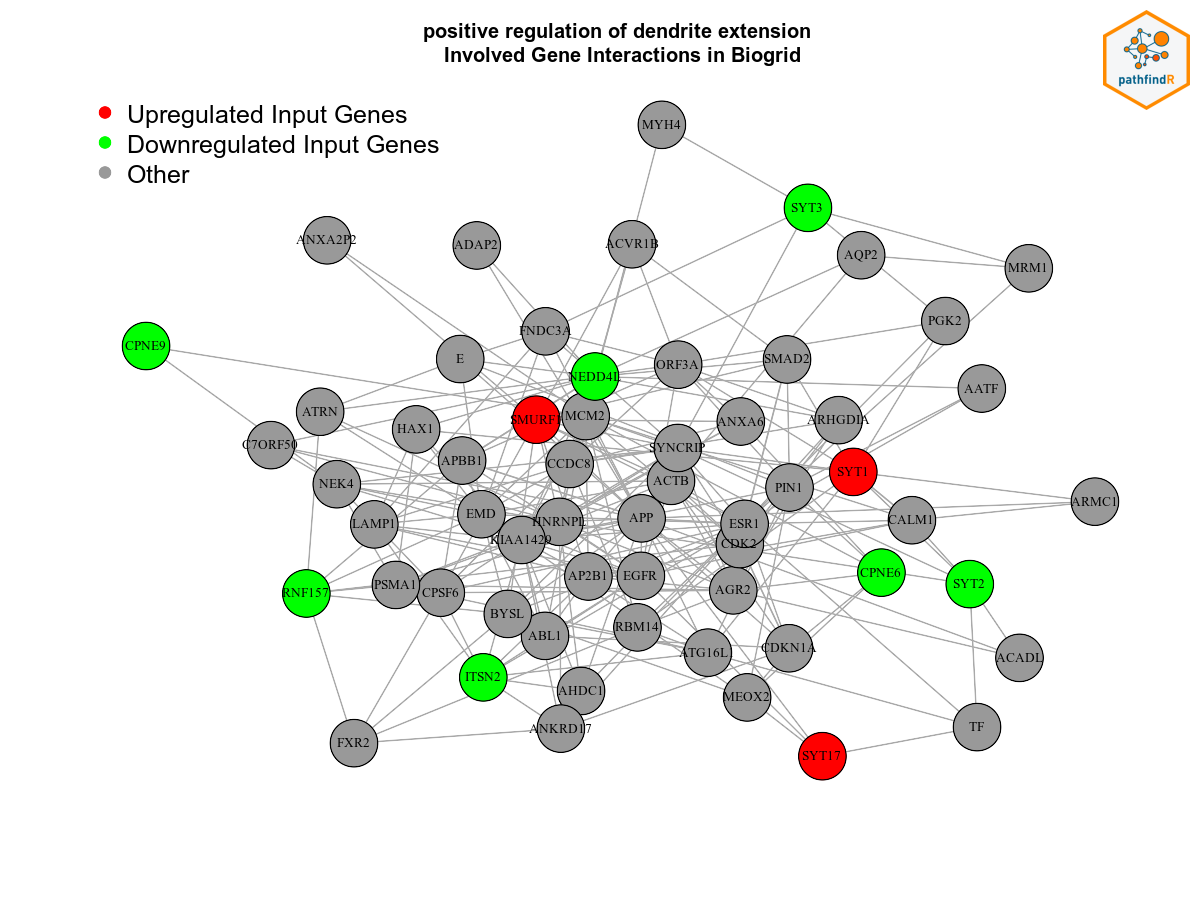 positive regulation of dendrite extension
Involved Gene Interactions in Biogrid
pathfindR
Upregulated Input Genes
Downregulated Input Genes
Other
MYH4
SYT3
ANXA2P2
ADAP2
ACVR1B
AQP2
MRM1
PGK2
FNDC3A
CPNE9
E
ORF3A
SMAD2
NEDD4L
AATF
ATRN
SMURF1
MCM2
ANXA6
ARHGDIA
HAX1
C7ORF50
SYNCRIP
APBB1
CCDC8
SYT1
NEK4
ACTB
PIN1
ARMC1
LAMP1
EMD
HNRNPL
APP
ESR1
CALM1
KIAA1429
CDK2
AP2B1
EGFR
CPNE6
SYT2
PSMA1
CPSF6
AGR2
RNF157
BYSL
RBM14
ABL1
ATG16L
CDKN1A
ACADL
ITSN2
AHDC1
MEOX2
ANKRD17
TF
FXR2
SYT17